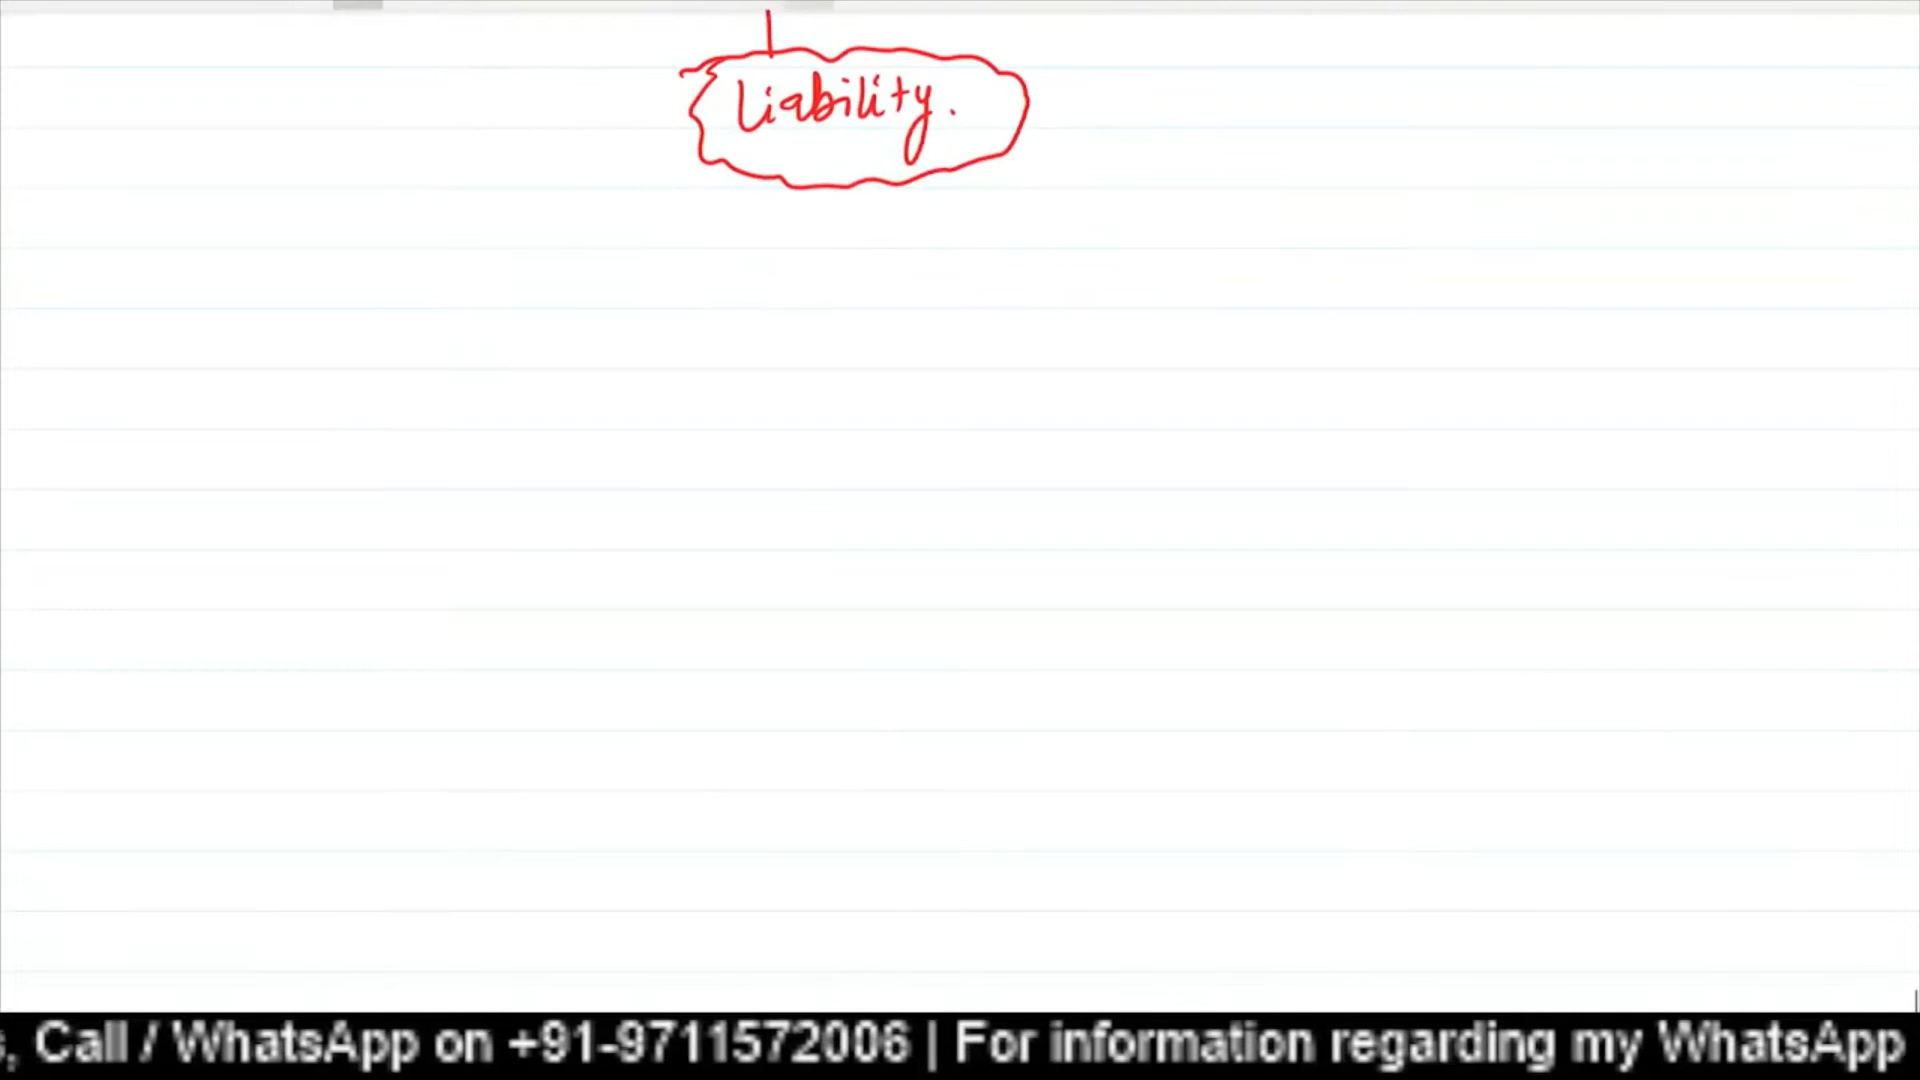 Liability.
, Call / WhatsApp on +91-9711572006 | For information regarding my WhatsApp